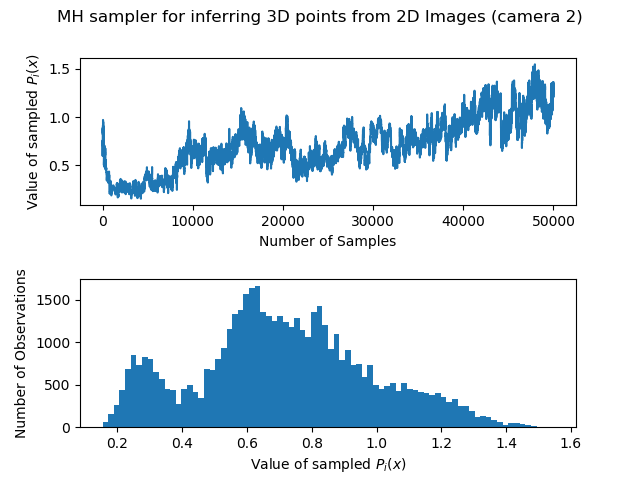 MH sampler for inferring 3D points from 2D Images (camera 2)
Value of sampled P_i(x)
1.5
1.0
0.5
0 10000 20000 30000 40000 50000
Number of Samples
Number of Observations
1500
1000
500
0
0.2 0.4 0.6 0.8 1.0 1.2 1.4 1.6
Value of sampled P_i(x)